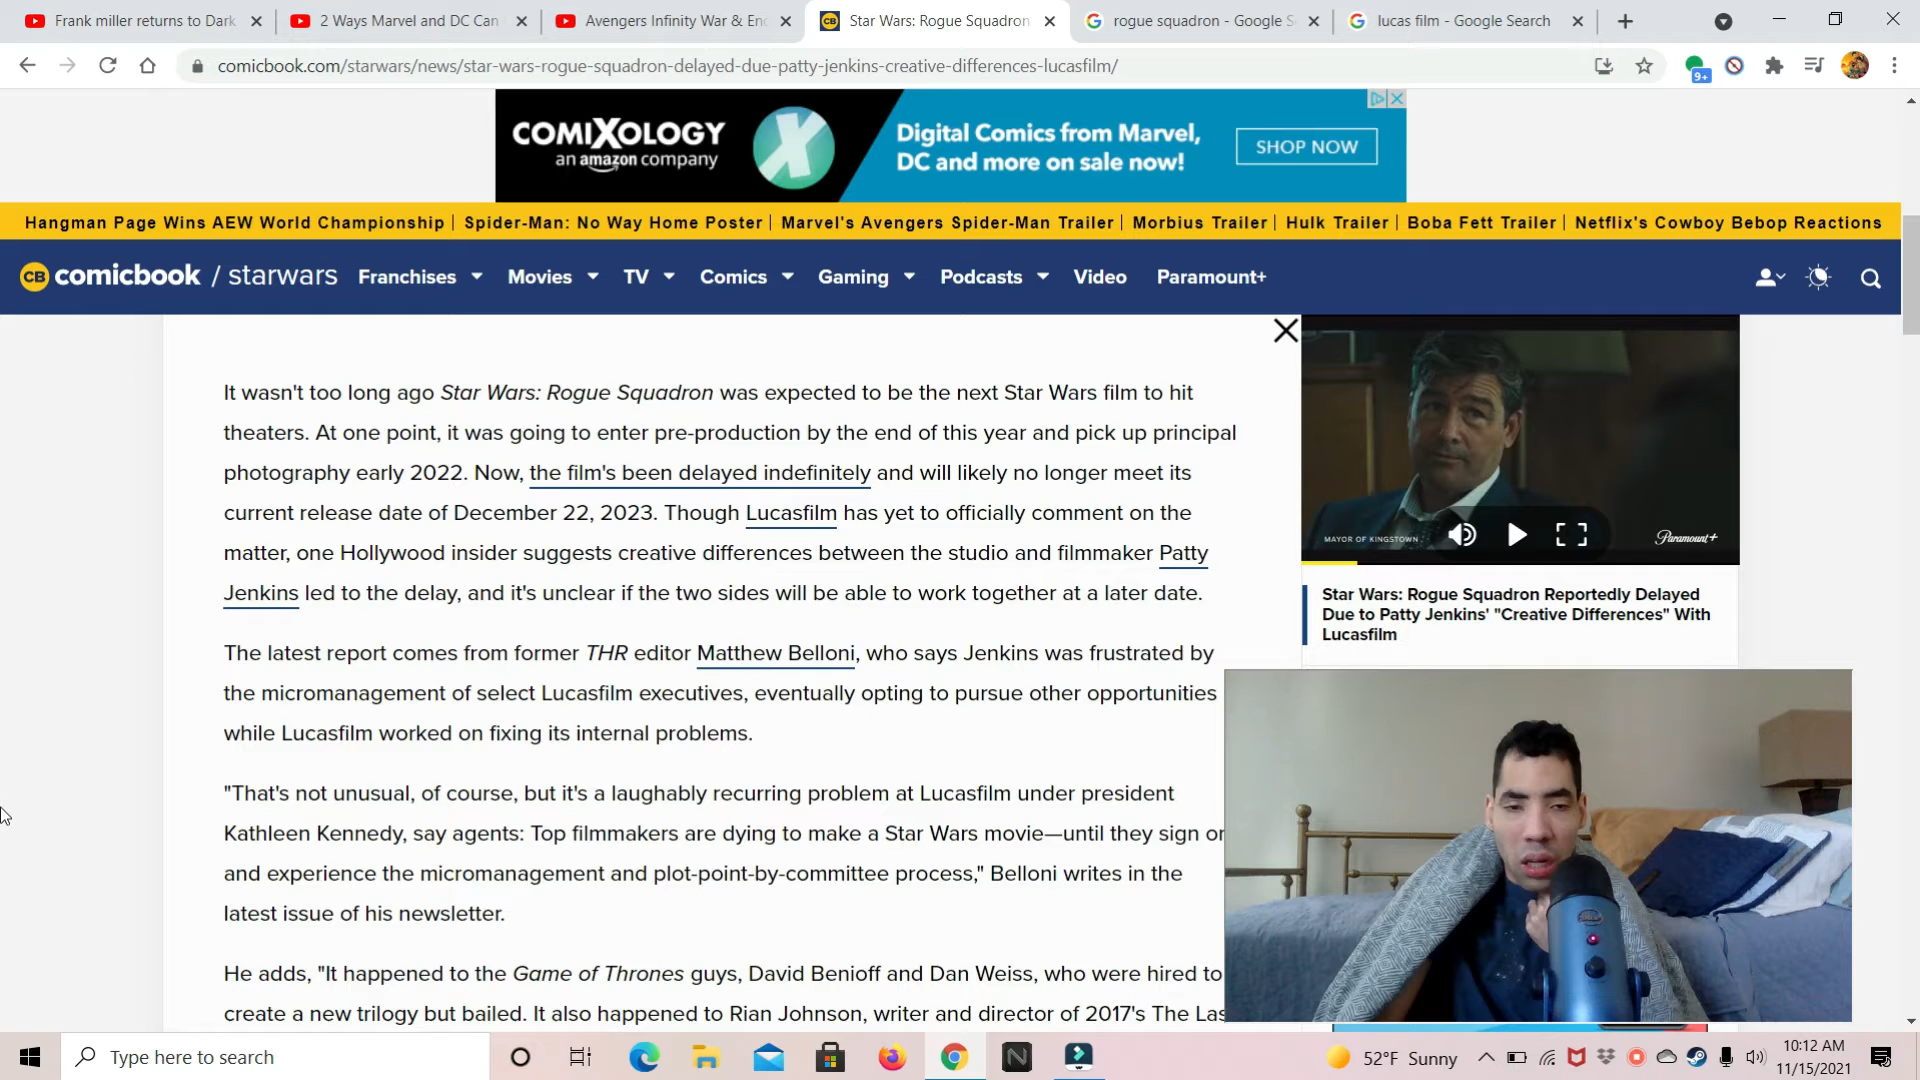 Frank miller returns to Dark
2 Ways Marvel and DC Can
Avengers Infinity War & En
Star Wars: Rogue Squadron
rogue squadron - Google S
lucas film - Google Search
comicbook.com/starwars/news/star-wars-rogue-squadron-delayed-due-patty-jenkins-creative-differences-lucasfilm/
9+
COMIXOLOGY
an amazon company
Digital Comics from Marvel,
DC and more on sale now!
SHOP NOW
Hangman Page Wins AEW World Championship | Spider-Man: No Way Home Poster | Marvel's Avengers Spider-Man Trailer | Morbius Trailer | Hulk Trailer | Boba Fett Trailer | Netflix's Cowboy Bebop Reactions
CB comicbook / starwars Franchises Movies TV Comics Gaming Podcasts Video Paramount+
It wasn't too long ago Star Wars: Rogue Squadron was expected to be the next Star Wars film to hit
theaters. At one point, it was going to enter pre-production by the end of this year and pick up principal
photography early 2022. Now, the film's been delayed indefinitely and will likely no longer meet its
current release date of December 22, 2023. Though Lucasfilm has yet to officially comment on the
matter, one Hollywood insider suggests creative differences between the studio and filmmaker Patty
Jenkins led to the delay, and it's unclear if the two sides will be able to work together at a later date.
The latest report comes from former THR editor Matthew Belloni, who says Jenkins was frustrated by
the micromanagement of select Lucasfilm executives, eventually opting to pursue other opportunities
while Lucasfilm worked on fixing its internal problems.
"That's not unusual, of course, but it's a laughably recurring problem at Lucasfilm under president
Kathleen Kennedy, say agents: Top filmmakers are dying to make a Star Wars movie—until they sign on
and experience the micromanagement and plot-point-by-committee process," Belloni writes in the
latest issue of his newsletter.
He adds, "It happened to the Game of Thrones guys, David Benioff and Dan Weiss, who were hired to
create a new trilogy but bailed. It also happened to Rian Johnson, writer and director of 2017's The Las
MAYOR OF KINGSTOWN
Paramount+
Star Wars: Rogue Squadron Reportedly Delayed
Due to Patty Jenkins' "Creative Differences" With
Lucasfilm
Type here to search
52°F Sunny
10:12 AM
11/15/2021